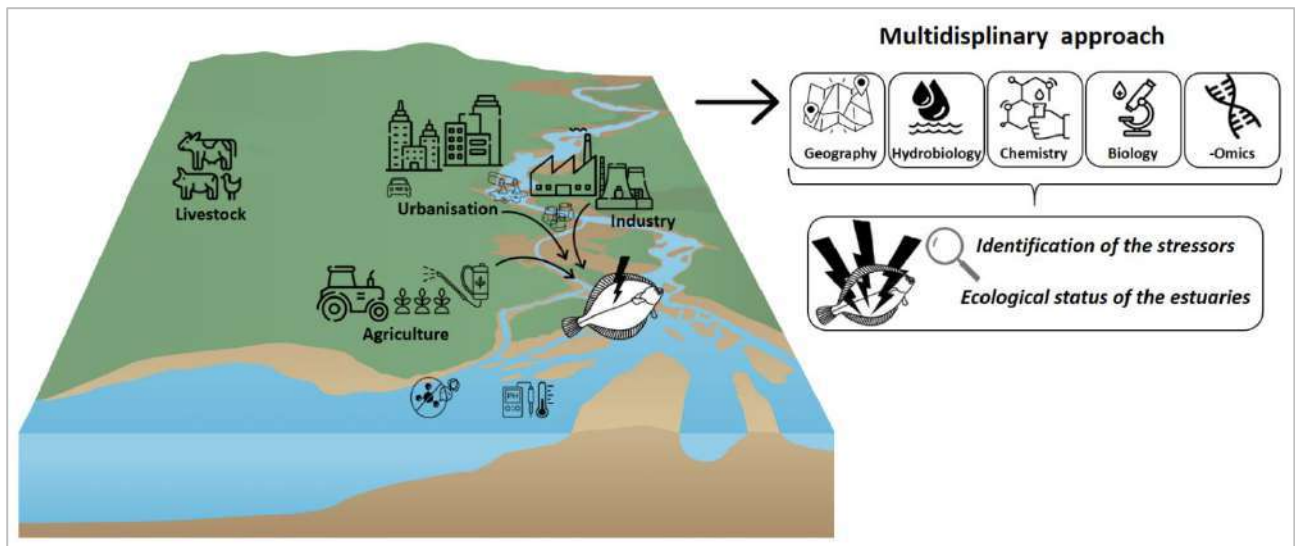 Multidisplinary approach
Geography
Hydrobiology
Chemistry
Biology
-Omics
Livestock
Urbanisation
Industry
Agriculture
PH
Identification of the stressors
Ecological status of the estuaries